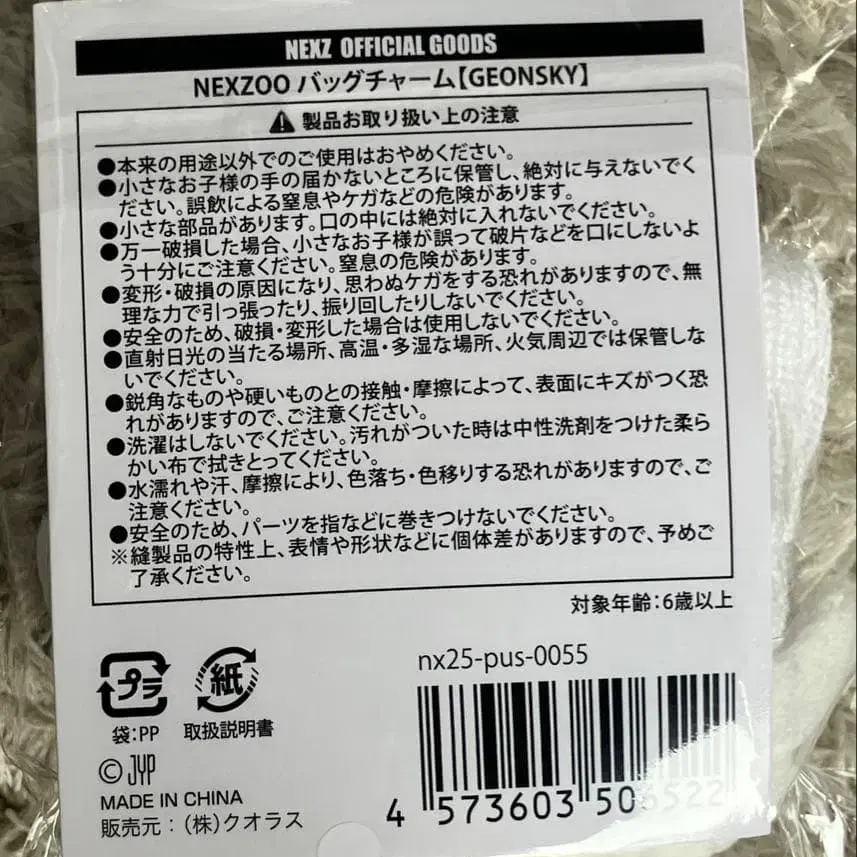 NEXZ OFFICIAL GOODS
NEXZOO バッグチャーム【GEONSKY】
製品お取り扱い上の注意
●本来の用途以外でのご使用はおやめください。
●小さなお子様の手の届かないところに保管し、絶対に与えないでく
ださい。誤飲による窒息やケガなどの危険があります。
●小さな部品があります。口の中には絶対に入れないでください。
●万一破損した場合、小さなお子様が誤って破片などを口にしないよ
う十分にご注意ください。窒息の危険があります。
●変形・破損の原因になり、思わぬケガをする恐れがありますので、無
理な力で引っ張ったり、振り回したりしないでください。
●安全のため、破損・変形した場合は使用しないでください。
●直射日光の当たる場所、高温・多湿な場所、火気周辺では保管しな
いでください。
●鋭角なものや硬いものとの接触・摩擦によって、表面にキズがつく恐
れがありますので、ご注意ください。
●洗濯はしないでください。汚れがついた時は中性洗剤をつけた柔ら
かい布で拭きとってください。
●水濡れや汗、摩擦により、色落ち・色移りする恐れがありますので、ご
注意ください。
●安全のため、パーツを指などに巻きつけないでください。
※縫製品の特性上、表情や形状などに個体差がありますので、予めご
了承ください。
対象年齢:6歳以上
nx25-pus-0055
プラ
紙
袋:PP
取扱説明書
© JYP
MADE IN CHINA
販売元:(株)クオラス
4 573603 506522